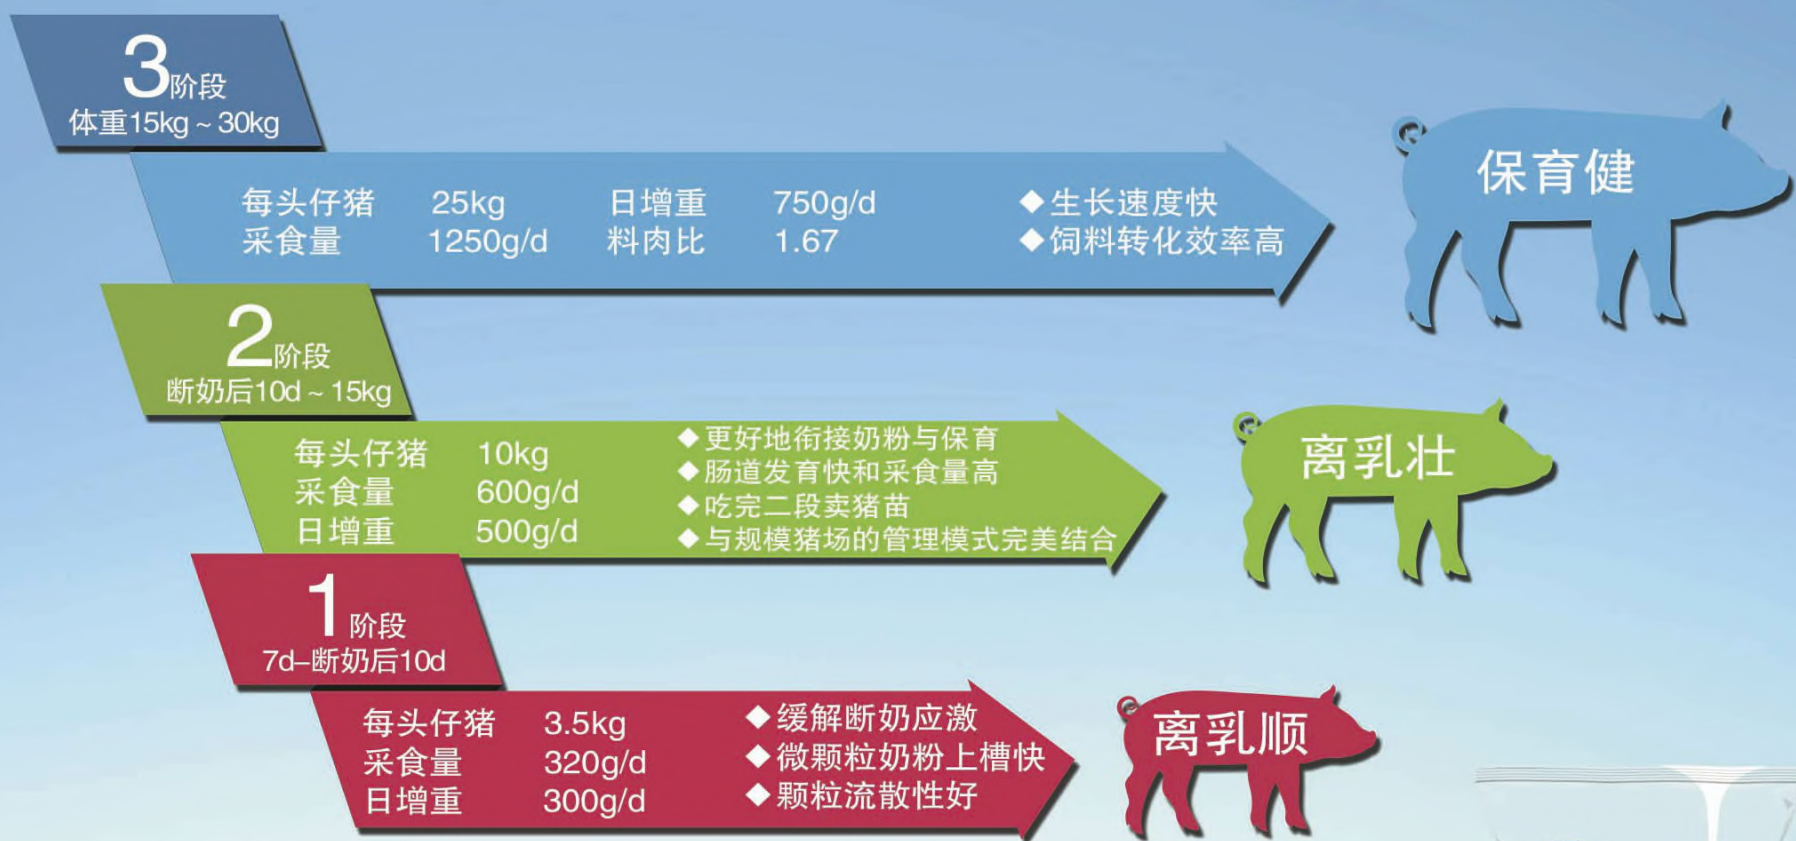 3阶段
体重15kg ~ 30kg
每头仔猪 25kg 日增重 750g/d
采食量 1250g/d 料肉比 1.67
◆生长速度快
◆饲料转化效率高
保育健
2阶段
断奶后10d ~ 15kg
每头仔猪 10kg
采食量 600g/d
日增重 500g/d
◆更好地衔接奶粉与保育
◆肠道发育快和采食量高
◆吃完二段卖猪苗
◆与规模猪场的管理模式完美结合
离乳壮
1阶段
7d–断奶后10d
每头仔猪 3.5kg
采食量 320g/d
日增重 300g/d
◆缓解断奶应激
◆微颗粒奶粉上槽快
◆颗粒流散性好
离乳顺